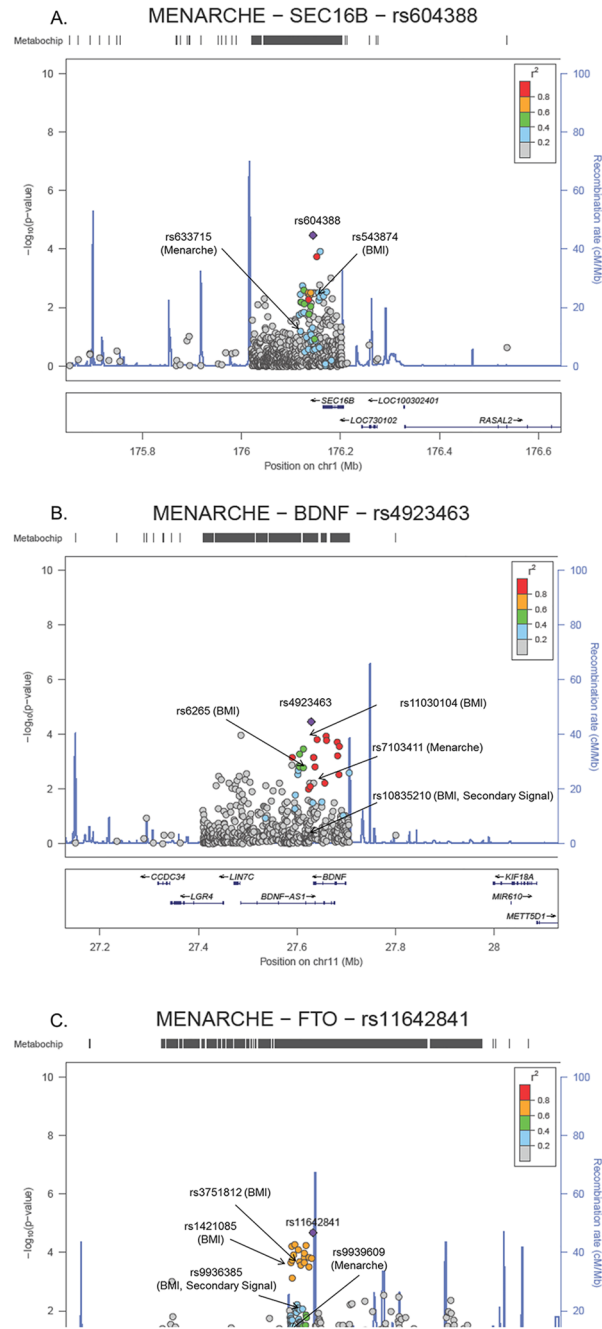 A.
MENARCHE − SEC16B − rs604388
Metabochip
10
8
6
4
2
0
−log10(p−value)
100
80
60
40
20
0
Recombination rate (cM/Mb)
r2
0.8
0.6
0.4
0.2
rs604388
rs633715
(Menarche)
rs543874
(BMI)
←SEC16B
←LOC100302401
←LOC730102
RASAL2→
175.8
176
176.2
176.4
176.6
Position on chr1 (Mb)
B.
MENARCHE − BDNF − rs4923463
Metabochip
10
8
6
4
2
0
−log10(p−value)
100
80
60
40
20
0
Recombination rate (cM/Mb)
r2
0.8
0.6
0.4
0.2
rs4923463
rs11030104 (BMI)
rs6265 (BMI)
rs7103411 (Menarche)
rs10835210 (BMI, Secondary Signal)
←CCDC34
←LIN7C
←BDNF
←KIF18A
←LGR4
BDNF−AS1→
MIR610→
METT5D1→
27.2
27.4
27.6
27.8
28
Position on chr11 (Mb)
C.
MENARCHE − FTO − rs11642841
Metabochip
10
8
6
4
2
−log10(p−value)
100
80
60
40
20
Recombination rate (cM/Mb)
r2
0.8
0.6
0.4
0.2
rs3751812 (BMI)
rs11642841
rs1421085
(BMI)
rs9939609
(Menarche)
rs9936385
(BMI, Secondary Signal)